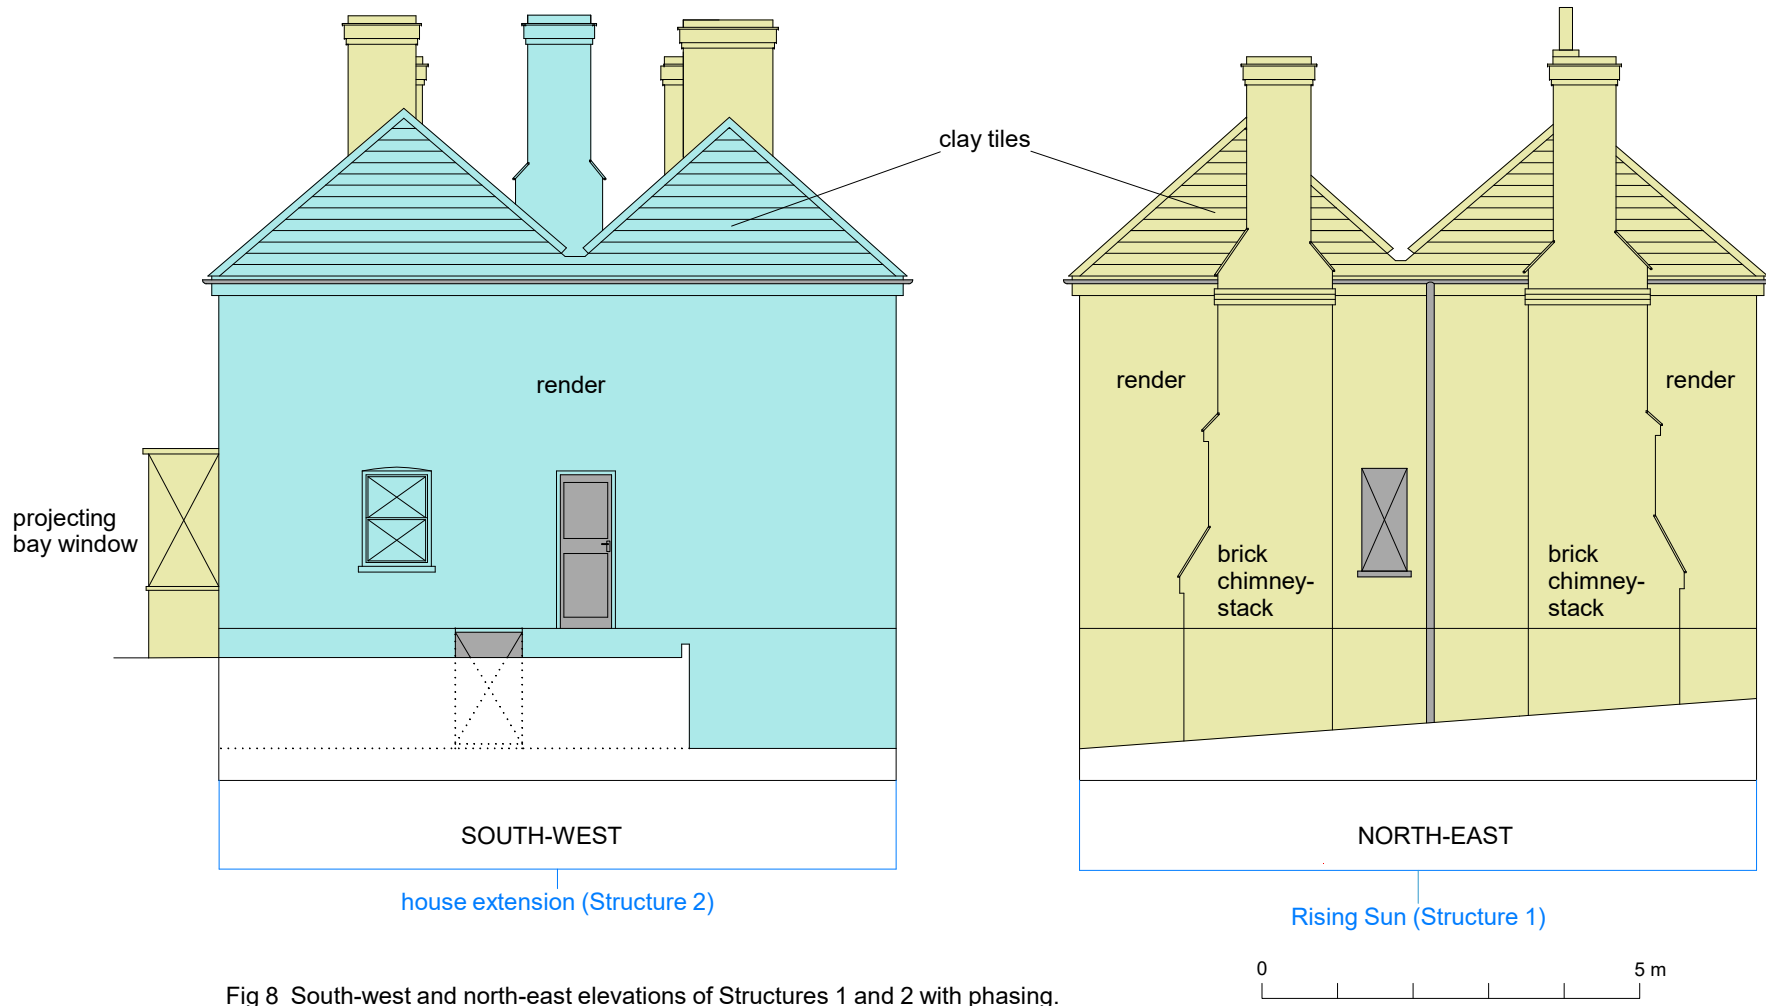 clay tiles
render
render
render
projecting
bay window
brick
chimney-
stack
brick
chimney-
stack
SOUTH-WEST
NORTH-EAST
house extension (Structure 2)
Rising Sun (Structure 1)
0
5 m
Fig 8 South-west and north-east elevations of Structures 1 and 2 with phasing.